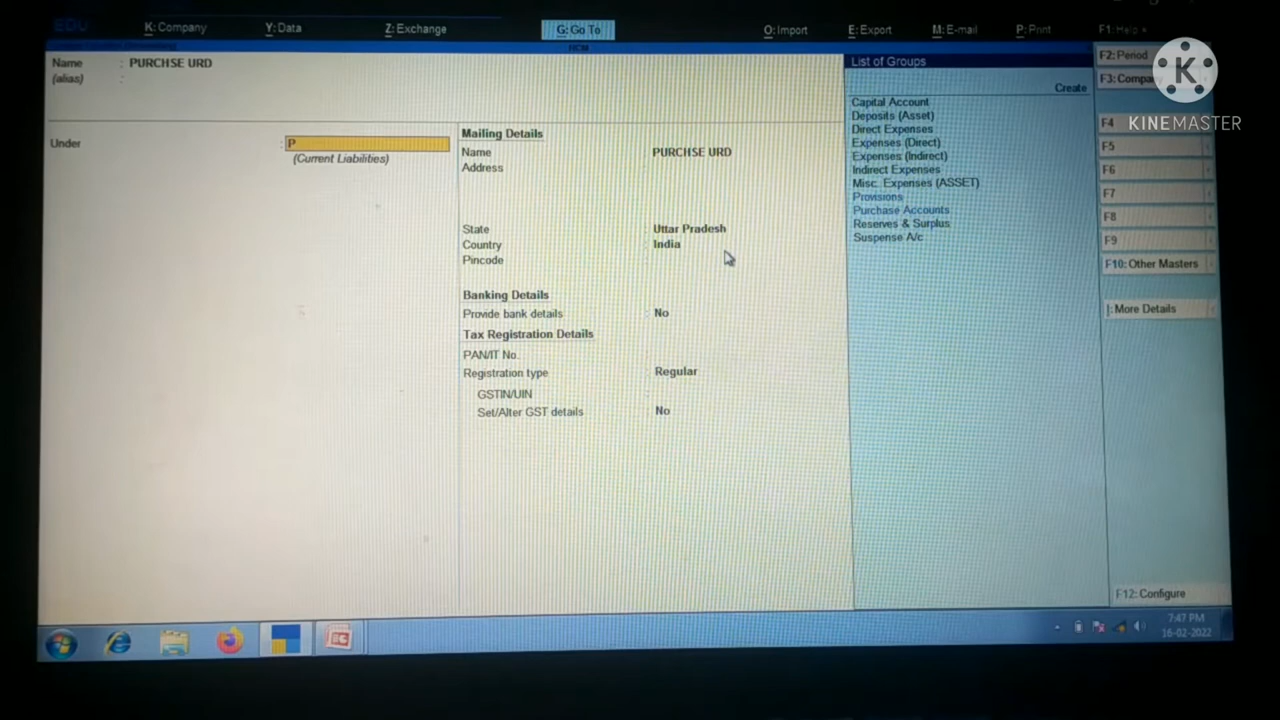 EDU
K: Company
Y: Data
Z: Exchange
G: Go To
O: Import
E: Export
M: E-mail
P: Print
F1: Help
Name : PURCHSE URD
(alias) :
Under : P
(Current Liabilities)
Mailing Details
Name : PURCHSE URD
Address :
State : Uttar Pradesh
Country : India
Pincode :
Banking Details
Provide bank details : No
Tax Registration Details
PAN/IT No. :
Registration type : Regular
GSTIN/UIN :
Set/Alter GST details : No
List of Groups
Create
Capital Account
Deposits (Asset)
Direct Expenses
Expenses (Direct)
Expenses (Indirect)
Indirect Expenses
Misc. Expenses (ASSET)
Provisions
Purchase Accounts
Reserves & Surplus
Suspense A/c
F2: Period
F3: Company
F4
F5
F6
F7
F8
F9
F10: Other Masters
I: More Details
F12: Configure
K
KINEMASTER
EC
7:47 PM
16-02-2022